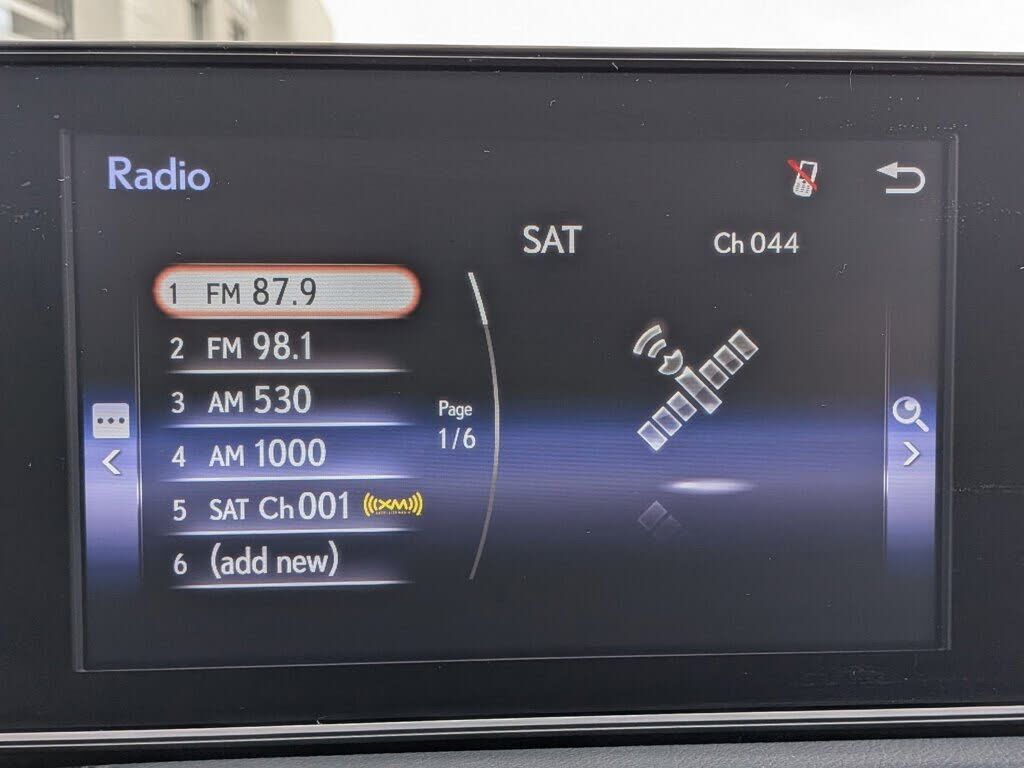 Radio
SAT
Ch 044
1 FM 87.9
2 FM 98.1
3 AM 530
4 AM 1000
5 SAT Ch 001 ((XM))
6 (add new)
Page
1/6